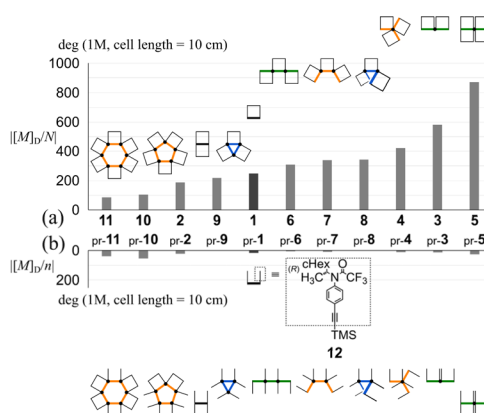 deg (1M, cell length = 10 cm)
1000
800
|[M]D/N| 600
400
200
0
(a) 11 10 2 9 1 6 7 8 4 3 5
(b) pr-11 pr-10 pr-2 pr-9 pr-1 pr-6 pr-7 pr-8 pr-4 pr-3 pr-5
0
|[M]D/n|
200
deg (1M, cell length = 10 cm)
= (R) cHex O
H3C N CF3
TMS
12